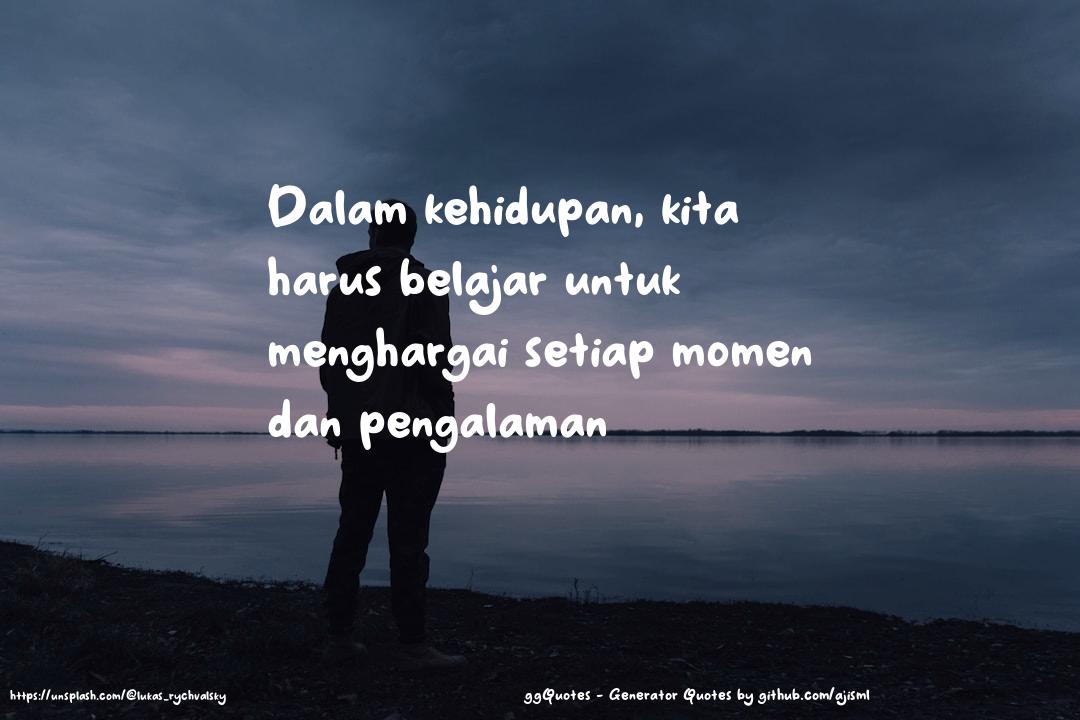 Dalam kehidupan, kita
harus belajar untuk
menghargai setiap momen
dan pengalaman
https://unsplash.com/@lukas_rychvalsky
ggQuotes - Generator Quotes by github.com/ajisml